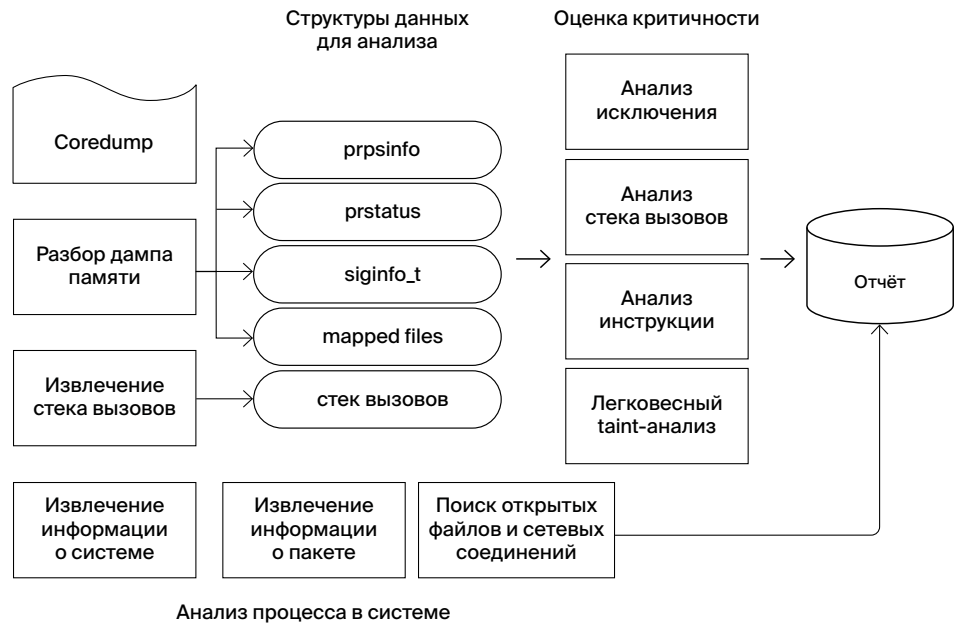 Структуры данных
для анализа
Оценка критичности
Coredump
Разбор дампа
памяти
Извлечение
стека вызовов
prpsinfo
prstatus
siginfo_t
mapped files
стек вызовов
Анализ
исключения
Анализ
стека вызовов
Анализ
инструкции
Легковесный
taint-анализ
Отчёт
Извлечение
информации
о системе
Извлечение
информации
о пакете
Поиск открытых
файлов и сетевых
соединений
Анализ процесса в системе